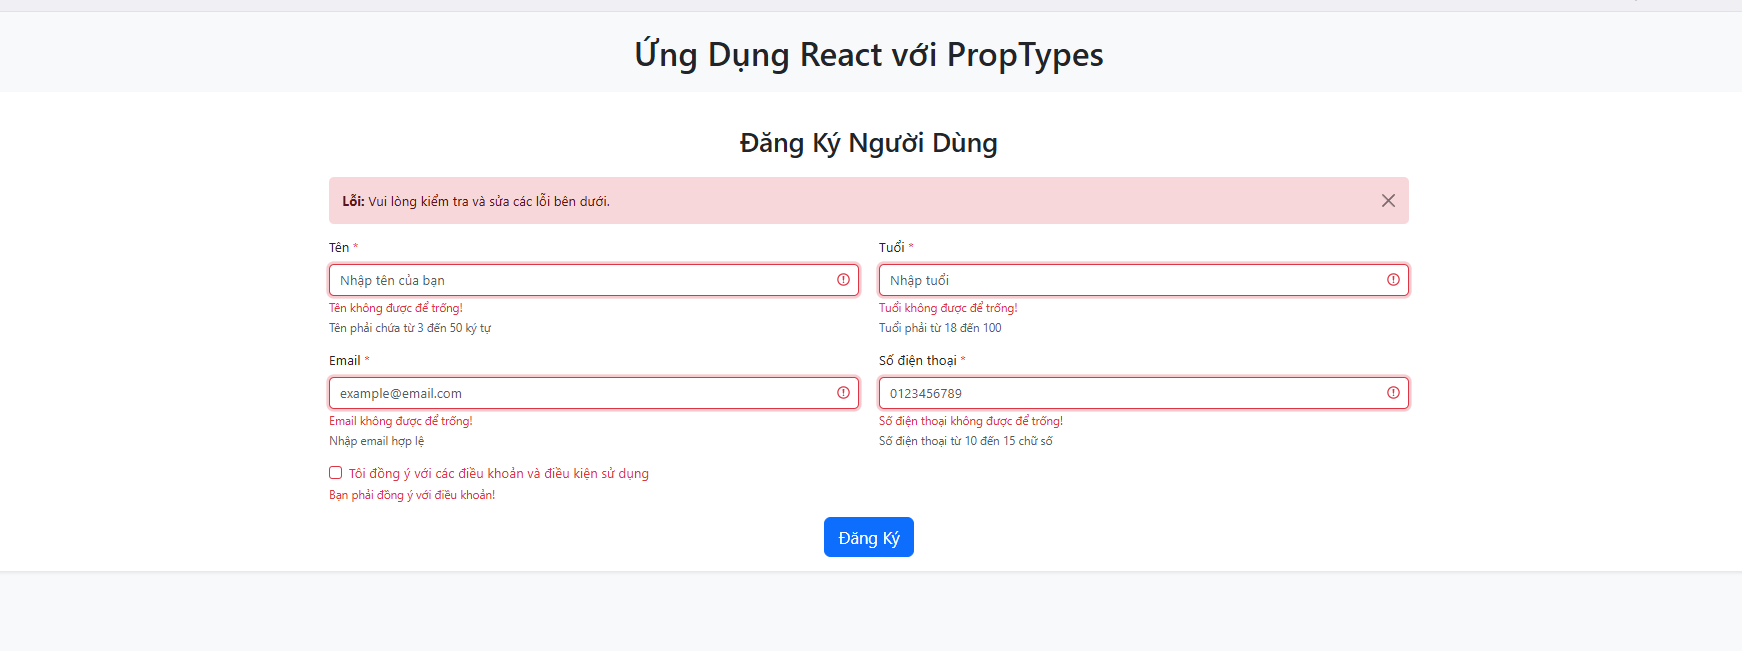 Ứng Dụng React với PropTypes
Đăng Ký Người Dùng
Lỗi: Vui lòng kiểm tra và sửa các lỗi bên dưới.
Tên *
Tuổi *
Nhập tên của bạn
Nhập tuổi
Tên không được để trống!
Tuổi không được để trống!
Tên phải chứa từ 3 đến 50 ký tự
Tuổi phải từ 18 đến 100
Email *
Số điện thoại *
example@email.com
0123456789
Email không được để trống!
Số điện thoại không được để trống!
Nhập email hợp lệ
Số điện thoại từ 10 đến 15 chữ số
Tôi đồng ý với các điều khoản và điều kiện sử dụng
Bạn phải đồng ý với điều khoản!
Đăng Ký